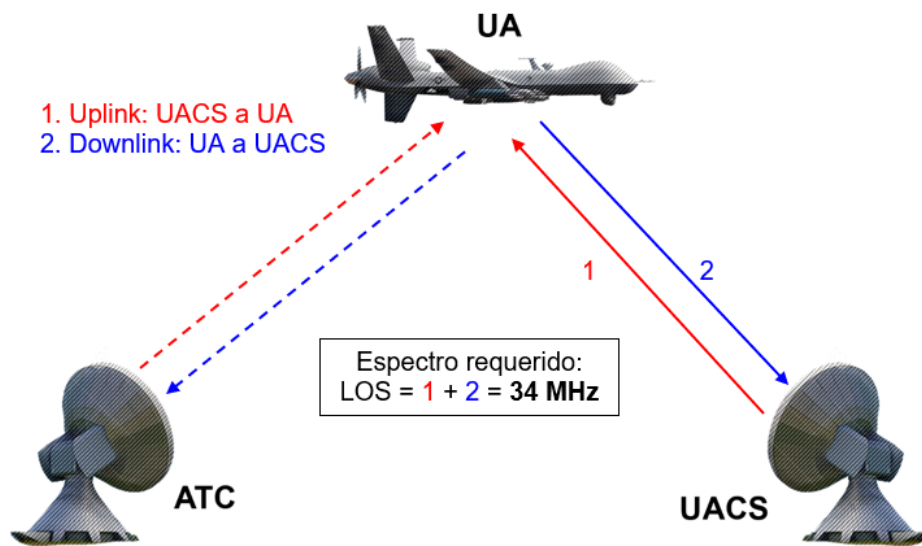 UA
1. Uplink: UACS a UA
2. Downlink: UA a UACS
1
2
Espectro requerido:
LOS = 1 + 2 = 34 MHz
ATC
UACS